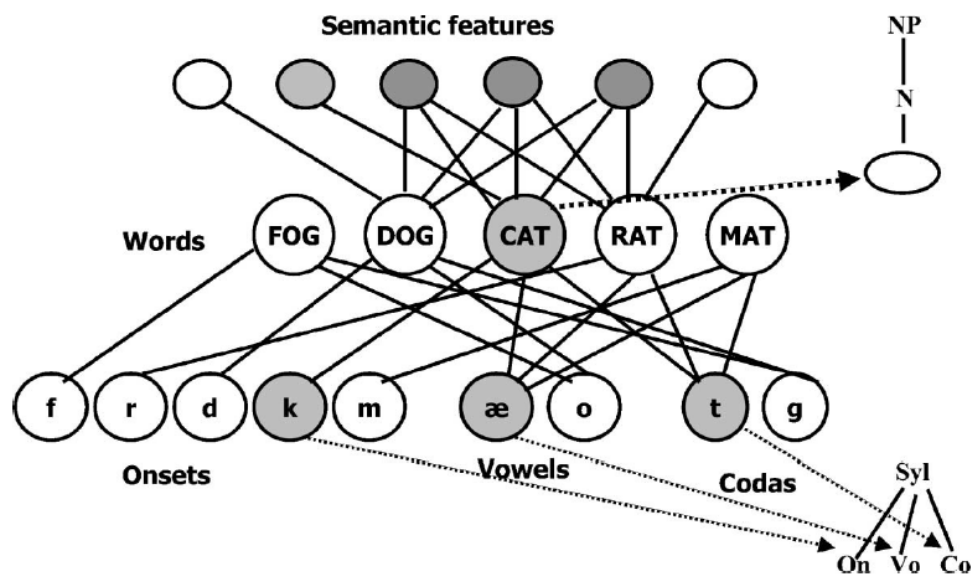 Semantic features
NP
N
Words
FOG DOG CAT RAT MAT
f r d k m æ o t g
Onsets
Vowels
Codas
Syl
On Vo Co